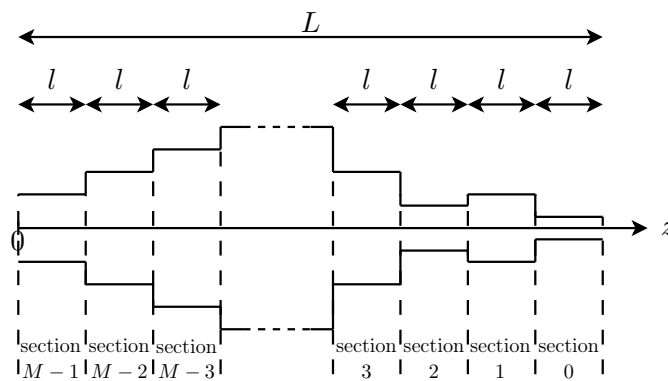 L
l l l l l l l
0 z
section section section section section section section
M − 1 M − 2 M − 3 3 2 1 0